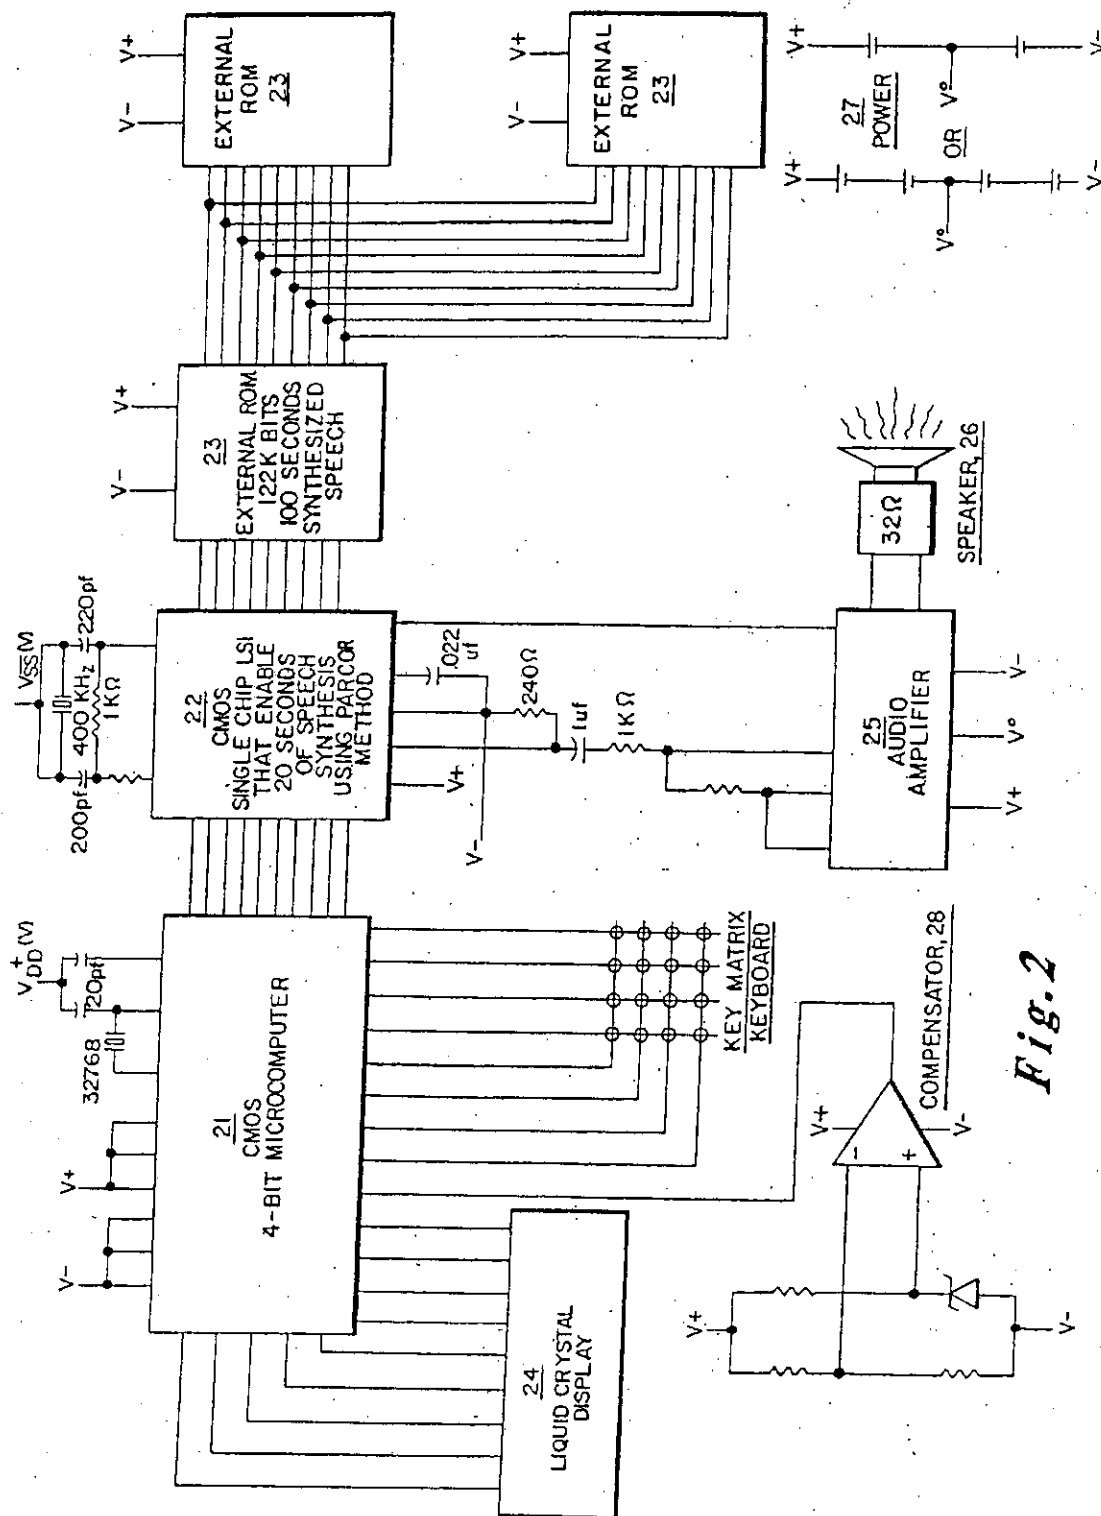 V+
V-
EXTERNAL
ROM
23
V+
V-
EXTERNAL
ROM
23
V+
27
POWER
V°
V-
OR
V+
V°
V-
V+
V-
23
EXTERNAL ROM
122K BITS
100 SECONDS
SYNTHESIZED
SPEECH
32Ω
SPEAKER, 26
VSS(V)
220pf
400 KHz
1KΩ
200pf
22
CMOS
SINGLE CHIP LSI
THAT ENABLE
20 SECONDS
OF SPEECH
SYNTHESIS
USING PARCOR
METHOD
.022
uf
240Ω
1uf
1KΩ
V+
V-
25
AUDIO
AMPLIFIER
V-
V°
V+
V+DD(V)
20pf
32768
V+
V-
21
CMOS
4-BIT MICROCOMPUTER
KEY MATRIX
KEYBOARD
24
LIQUID CRYSTAL
DISPLAY
COMPENSATOR, 28
V+
V-
-
+
V+
V-
Fig. 2